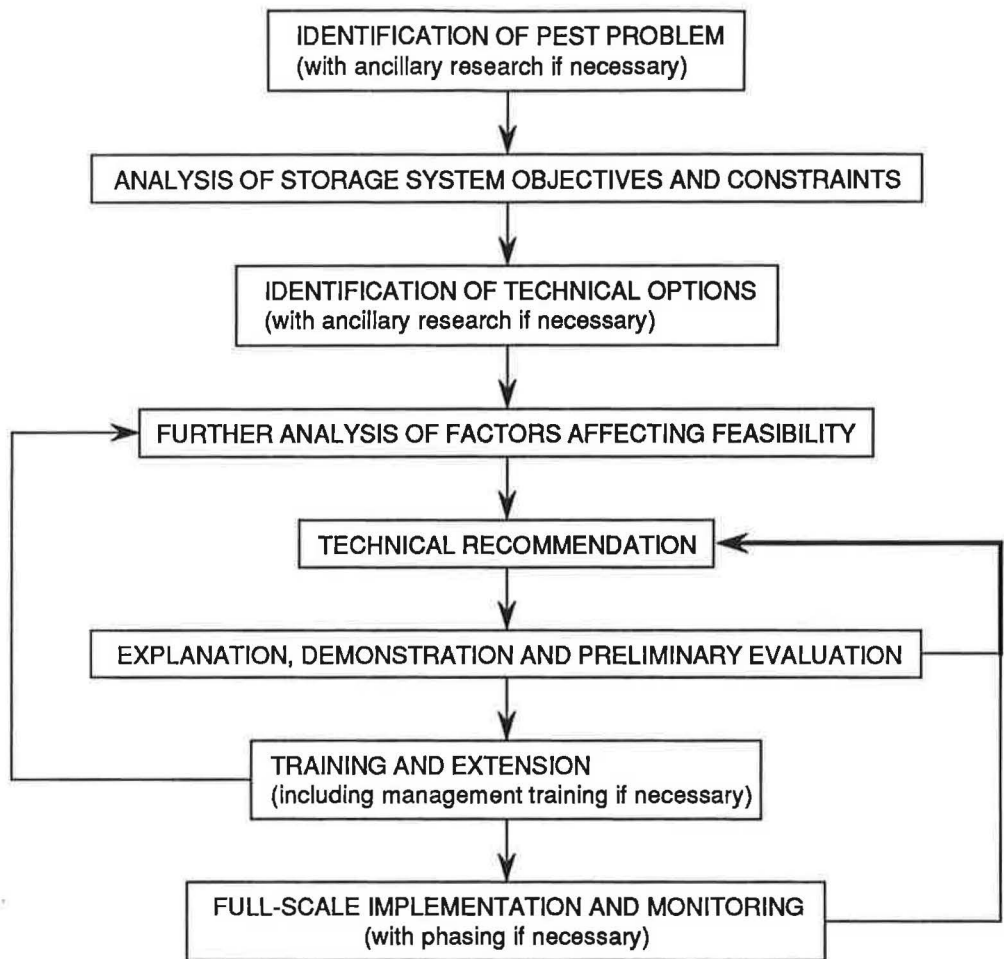 IDENTIFICATION OF PEST PROBLEM
(with ancillary research if necessary)
ANALYSIS OF STORAGE SYSTEM OBJECTIVES AND CONSTRAINTS
IDENTIFICATION OF TECHNICAL OPTIONS
(with ancillary research if necessary)
FURTHER ANALYSIS OF FACTORS AFFECTING FEASIBILITY
TECHNICAL RECOMMENDATION
EXPLANATION, DEMONSTRATION AND PRELIMINARY EVALUATION
TRAINING AND EXTENSION
(including management training if necessary)
FULL-SCALE IMPLEMENTATION AND MONITORING
(with phasing if necessary)